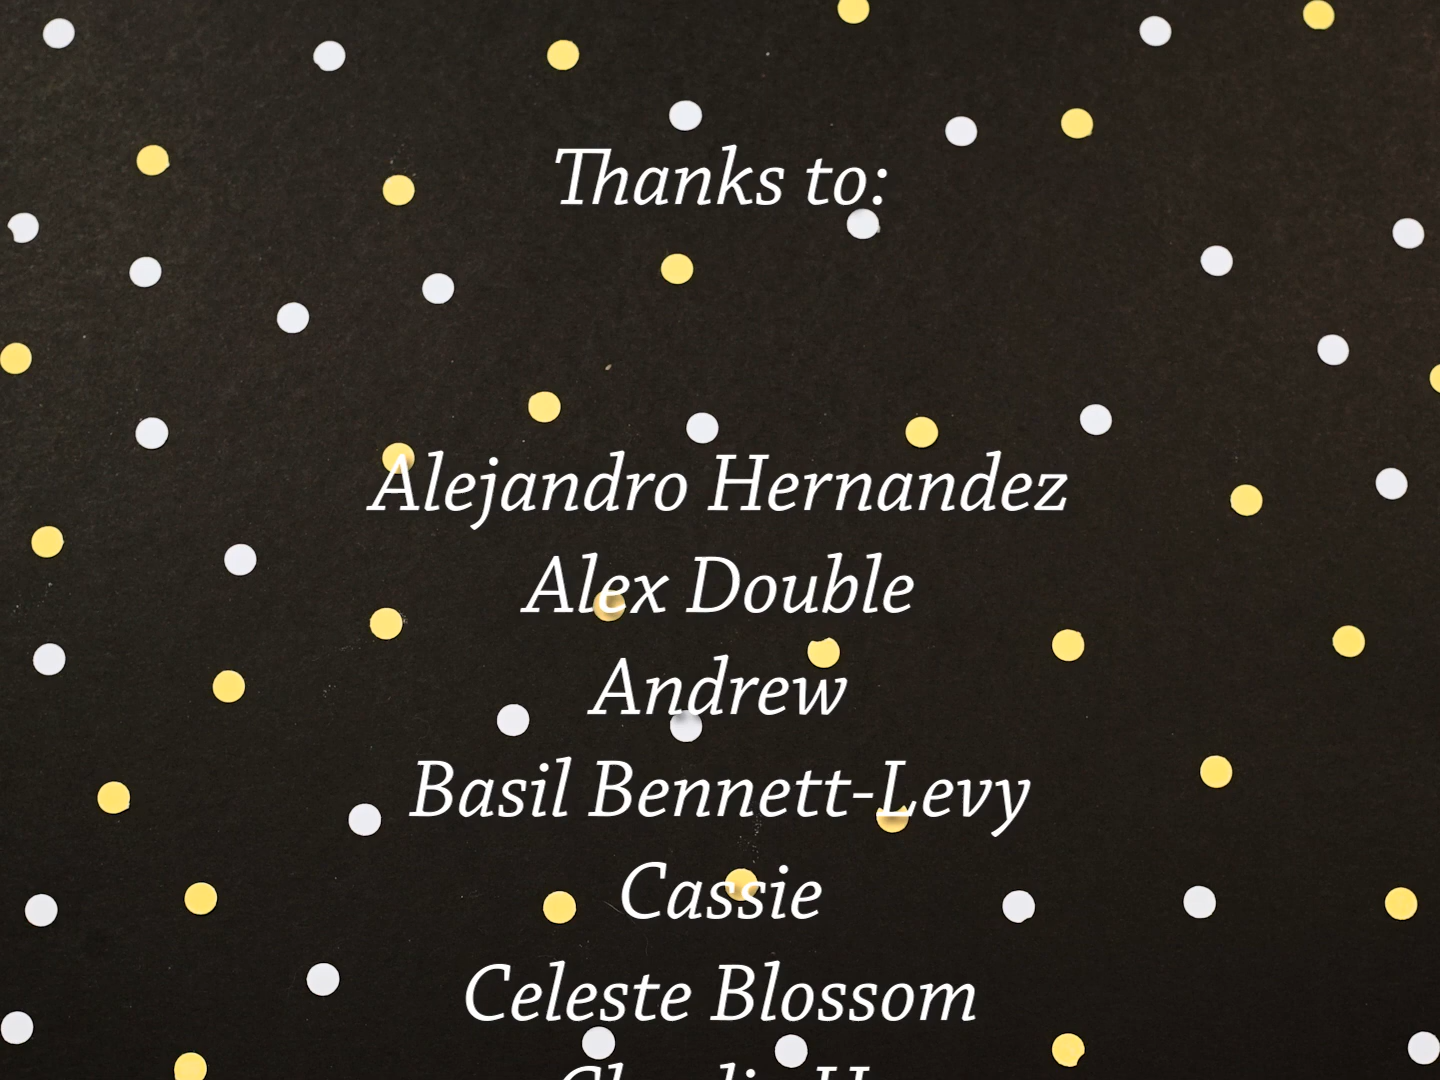 Thanks to:
Alejandro Hernandez
Alex Double
Andrew
Basil Bennett-Levy
Cassie
Celeste Blossom